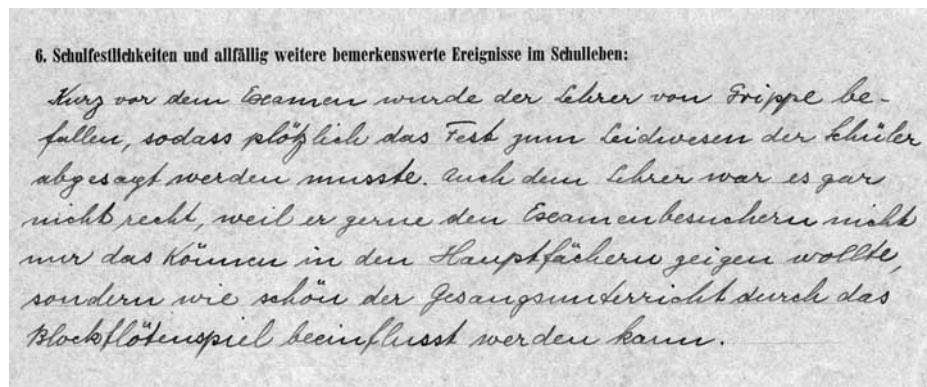 6. Schulfestlichkeiten und allfällig weitere bemerkenswerte Ereignisse im Schulleben:
Kurz vor dem Examen wurde der Lehrer von Grippe be-
fallen, sodass plötzlich das Fest zum Leidwesen der Schüler
abgesagt werden musste. Auch dem Lehrer war es gar
nicht recht, weil er gerne den Examenbesuchern nicht
nur das Können in den Hauptfächern zeigen wollte,
sondern wie schön der Gesangsunterricht durch das
Blockflötenspiel beeinflusst werden kann.